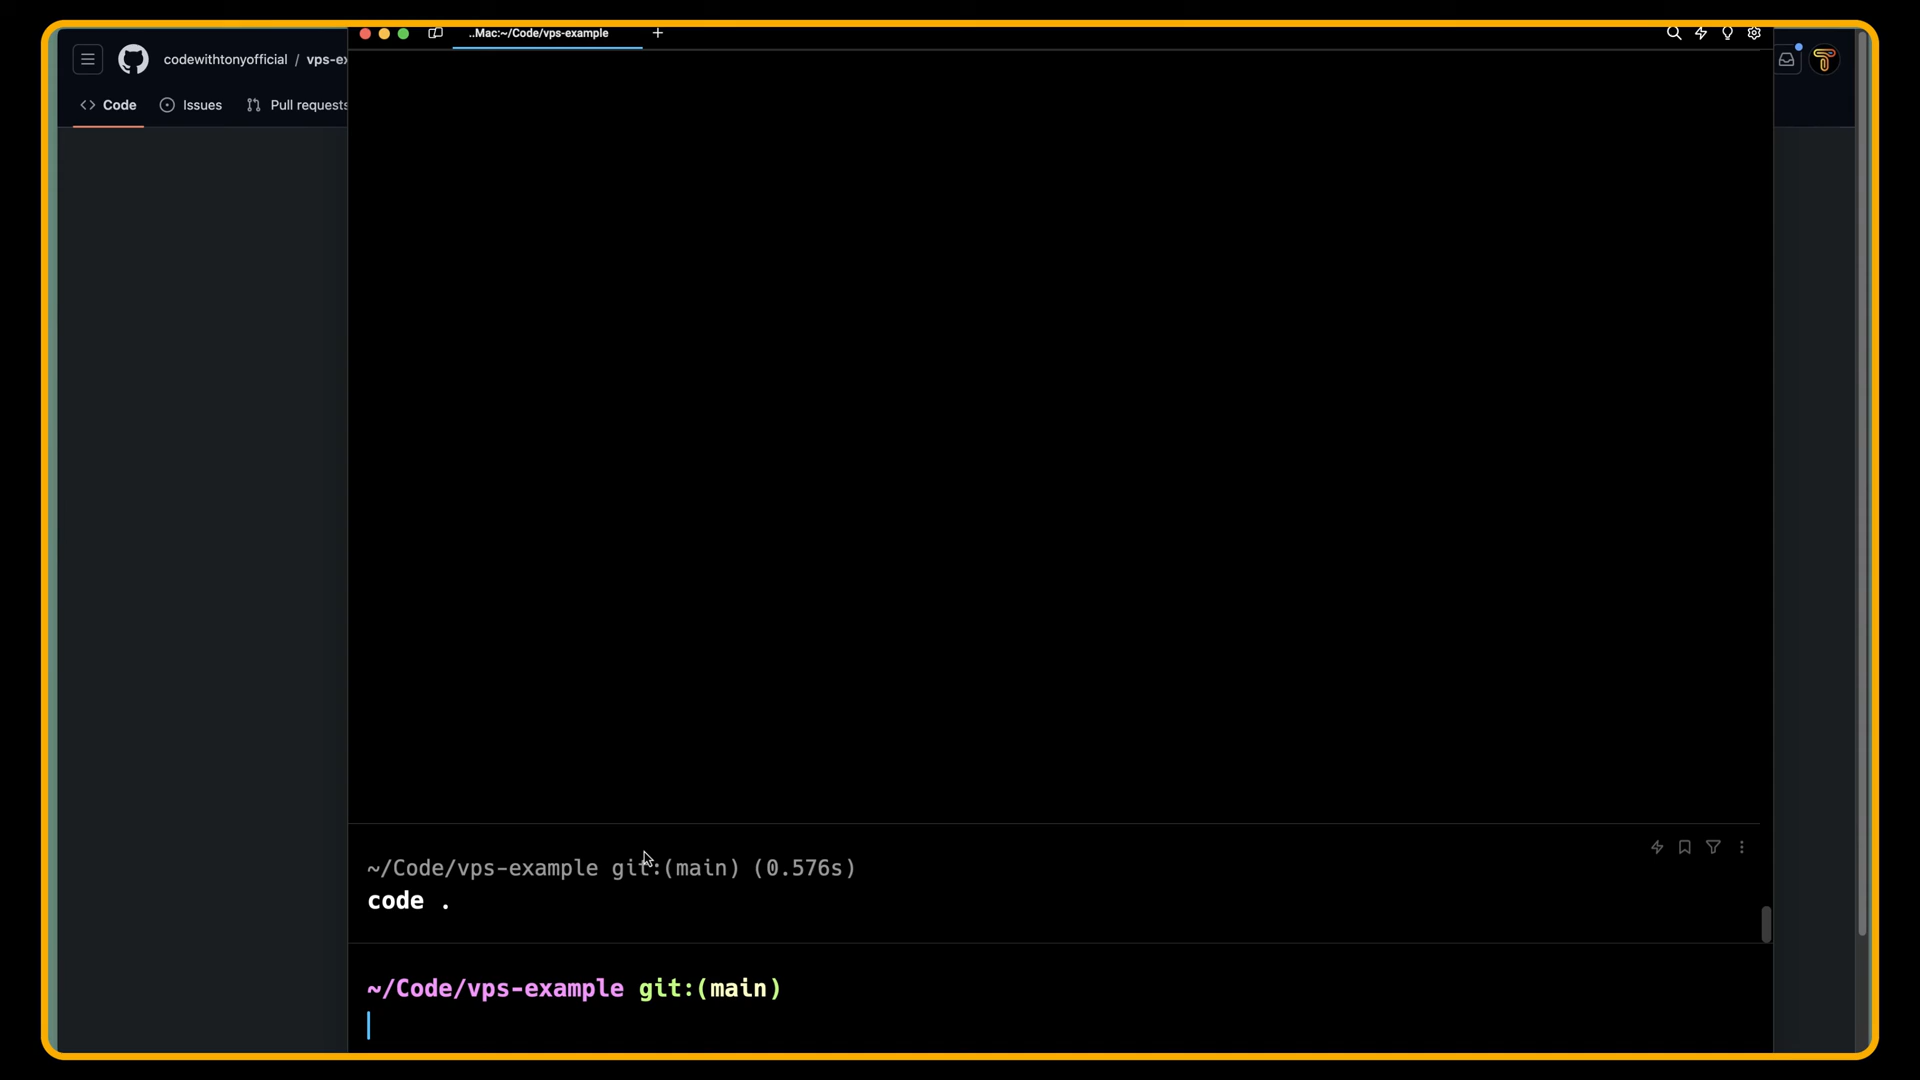 ..Mac:~/Code/vps-example
codewithtonyofficial / vps-ex
Code
Issues
Pull requests
~/Code/vps-example git:(main) (0.576s)
code .
~/Code/vps-example git:(main)